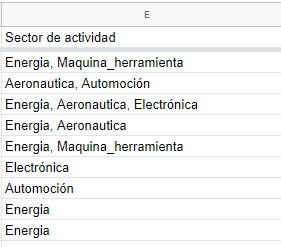 E
Sector de actividad
Energia, Maquina_herramienta
Aeronautica, Automoción
Energia, Aeronautica, Electrónica
Energia, Aeronautica
Energia, Maquina_herramienta
Electrónica
Automoción
Energia
Energia